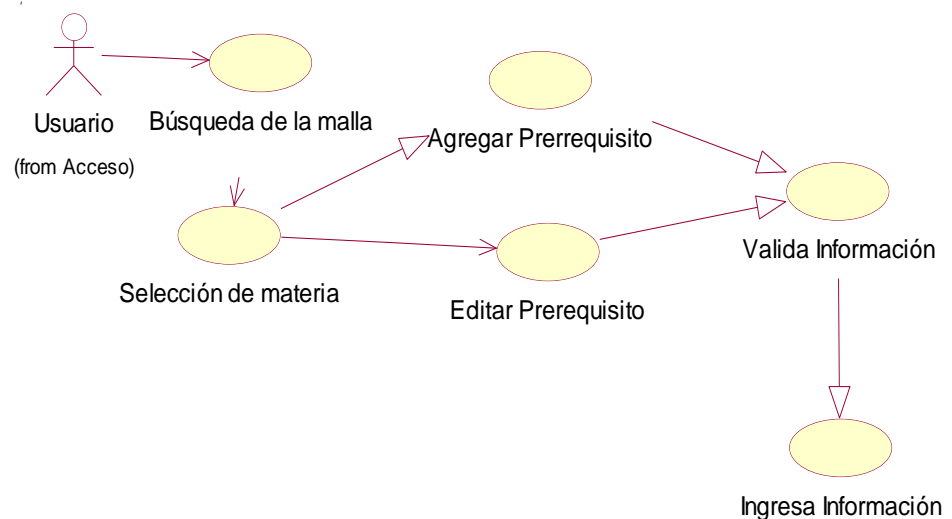 Usuario
(from Acceso)
Búsqueda de la malla
Agregar Prerrequisito
Selección de materia
Editar Prerequisito
Valida Información
Ingresa Información